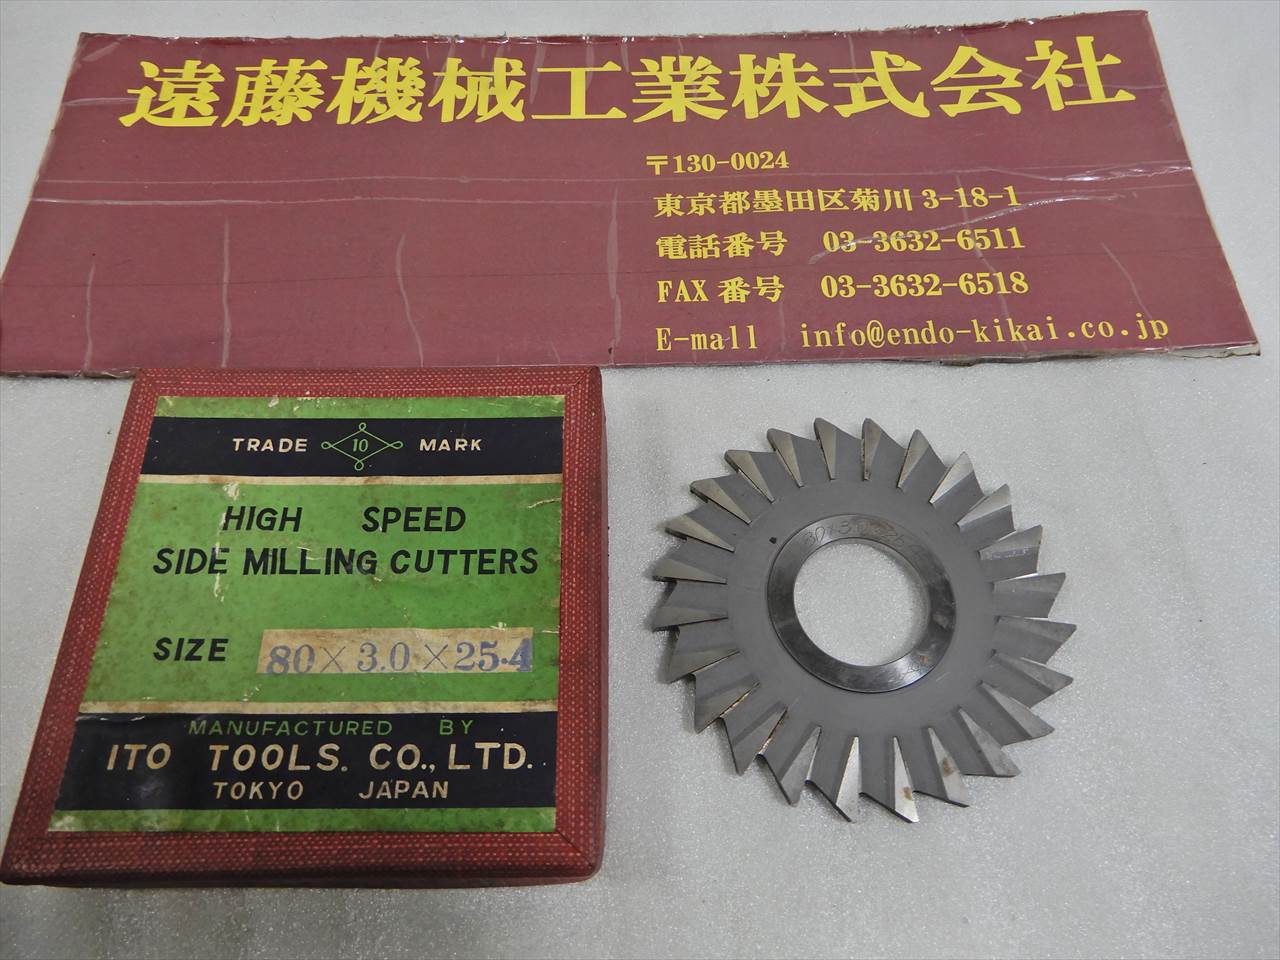 遠藤機械工業株式会社
〒130-0024
東京都墨田区菊川 3-18-1
電話番号 03-3632-6511
FAX 番号 03-3632-6518
E-mall info@endo-kikai.co.jp
TRADE 10 MARK
HIGH SPEED
SIDE MILLING CUTTERS
SIZE 80×3.0×25.4
MANUFACTURED BY
ITO TOOLS. CO., LTD.
TOKYO JAPAN